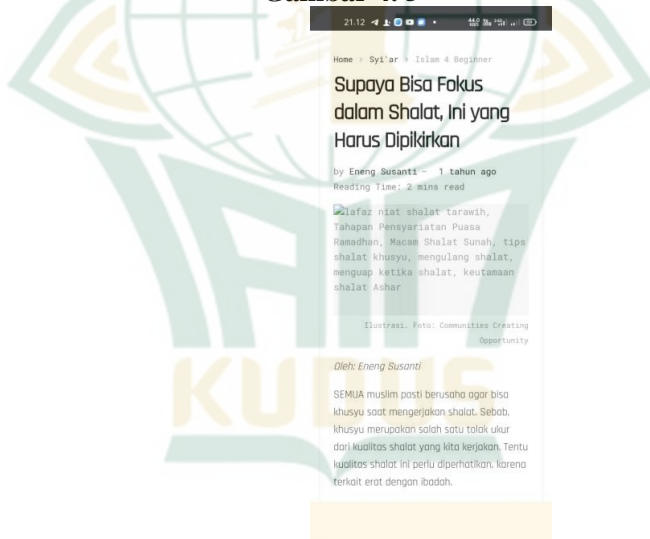 21.12
Home > Syi'ar > Islam 4 Beginner
Supaya Bisa Fokus
dalam Shalat, Ini yang
Harus Dipikirkan
by Eneng Susanti — 1 tahun ago
Reading Time: 2 mins read
lafaz niat shalat tarawih,
Tahapan Pensyariatan Puasa
Ramadhan, Macam Shalat Sunah, tips
shalat khusyu, mengulang shalat,
menguap ketika shalat, keutamaan
shalat Ashar
Ilustrasi. Foto: Communities Creating
Opportunity
Oleh: Eneng Susanti
SEMUA muslim pasti berusaha agar bisa
khusyu saat mengerjakan shalat. Sebab,
khusyu merupakan salah satu tolak ukur
dari kualitas shalat yang kita kerjakan. Tentu
kualitas shalat ini perlu diperhatikan, karena
terkait erat dengan ibadah.
KUDUS